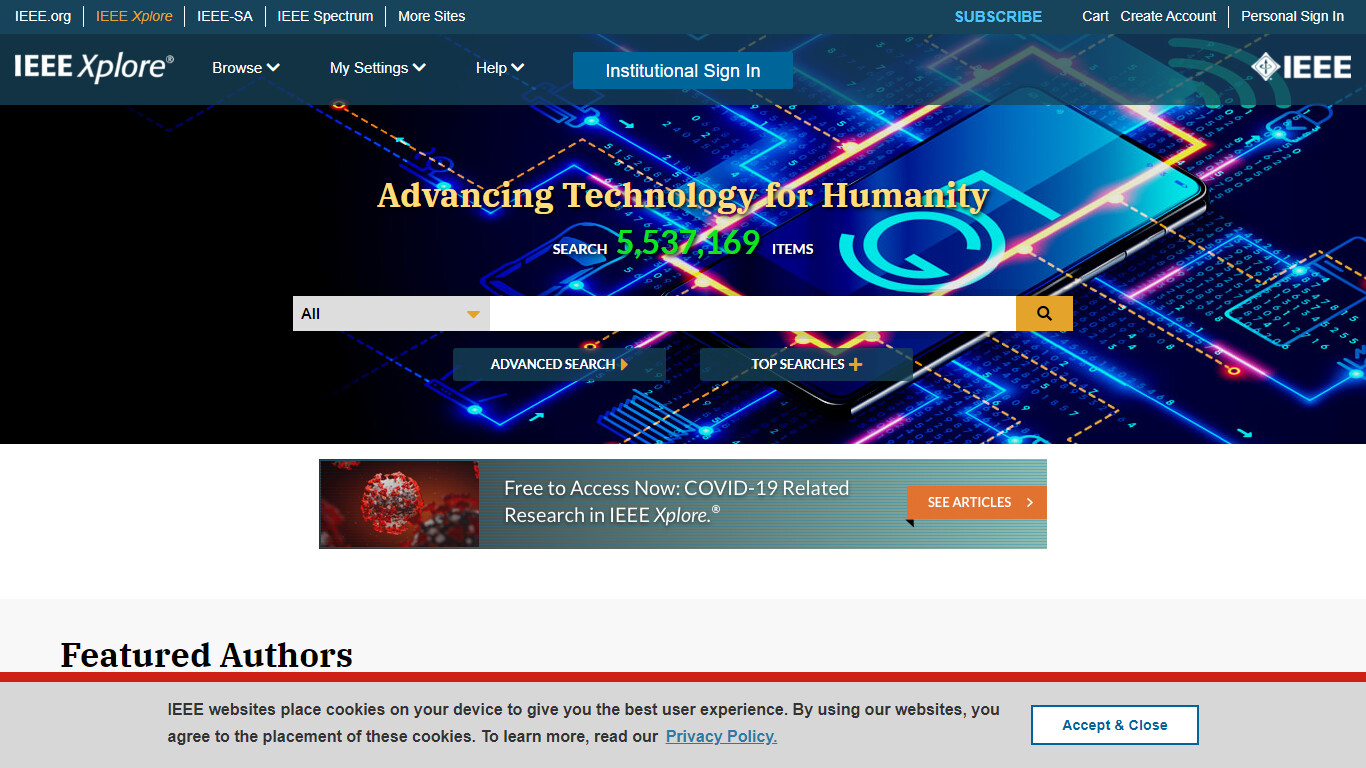 IEEE.org IEEE Xplore IEEE-SA IEEE Spectrum More Sites SUBSCRIBE Cart Create Account Personal Sign In
IEEE Xplore® Browse My Settings Help Institutional Sign In IEEE
Advancing Technology for Humanity
SEARCH 5,537,169 ITEMS
All
ADVANCED SEARCH TOP SEARCHES
Free to Access Now: COVID-19 Related
Research in IEEE Xplore.®
SEE ARTICLES
Featured Authors
IEEE websites place cookies on your device to give you the best user experience. By using our websites, you
agree to the placement of these cookies. To learn more, read our Privacy Policy.
Accept & Close